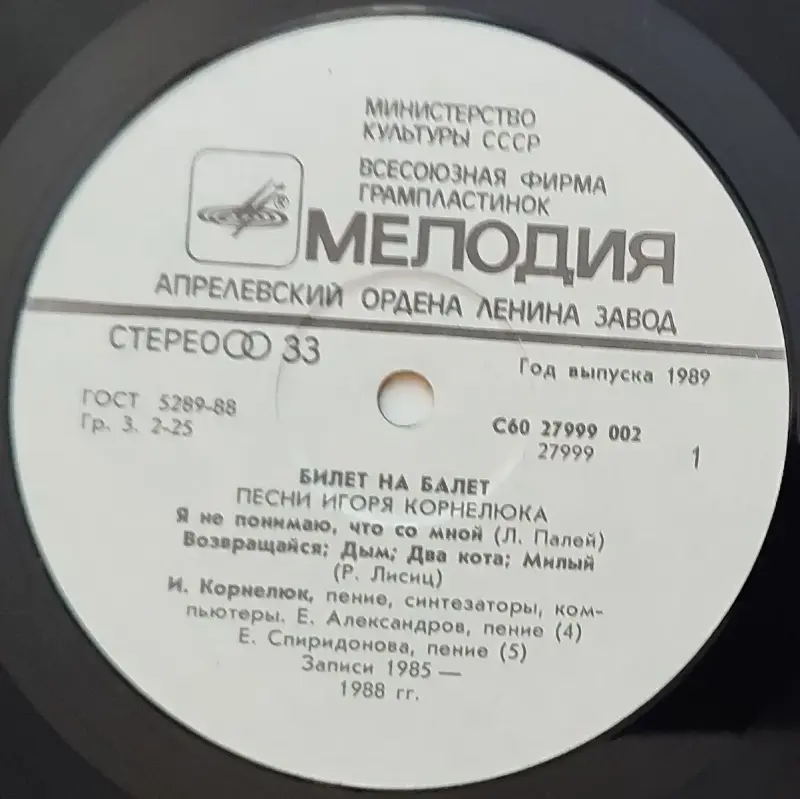 МИНИСТЕРСТВО
КУЛЬТУРЫ СССР
ВСЕСОЮЗНАЯ ФИРМА
ГРАМПЛАСТИНОК
МЕЛОДИЯ
АПРЕЛЕВСКИЙ ОРДЕНА ЛЕНИНА ЗАВОД
СТЕРЕО 33
Год выпуска 1989
ГОСТ 5289-88
Гр. 3. 2-25
С60 27999 002
27999
1
БИЛЕТ НА БАЛЕТ
ПЕСНИ ИГОРЯ КОРНЕЛЮКА
Я не понимаю, что со мной (Л. Палей)
Возвращайся; Дым; Два кота; Милый
(Р. Лисиц)
И. Корнелюк, пение, синтезаторы, ком-
пьютеры. Е. Александров, пение (4)
Е. Спиридонова, пение (5)
Записи 1985 —
1988 гг.